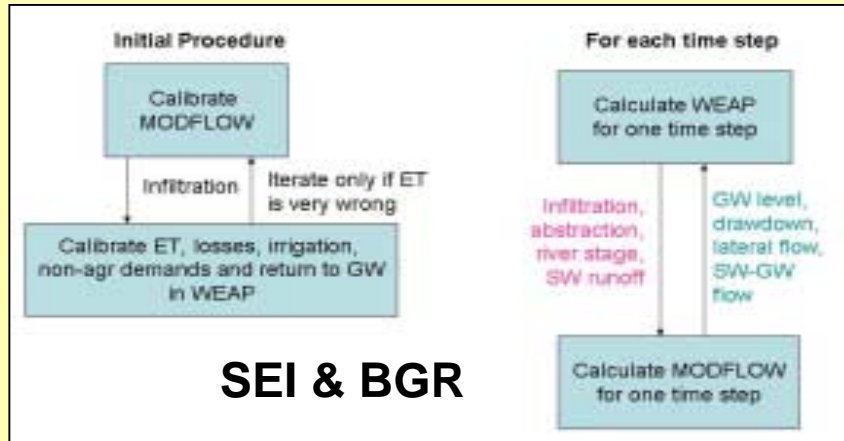 Initial Procedure
Calibrate
MODFLOW
Infiltration
Iterate only if ET
is very wrong
Calibrate ET, losses, irrigation,
non-agr demands and return to GW
in WEAP
For each time step
Calculate WEAP
for one time step
Infiltration,
abstraction,
river stage,
SW runoff
GW level,
drawdown,
lateral flow,
SW-GW
flow
Calculate MODFLOW
for one time step
SEI & BGR